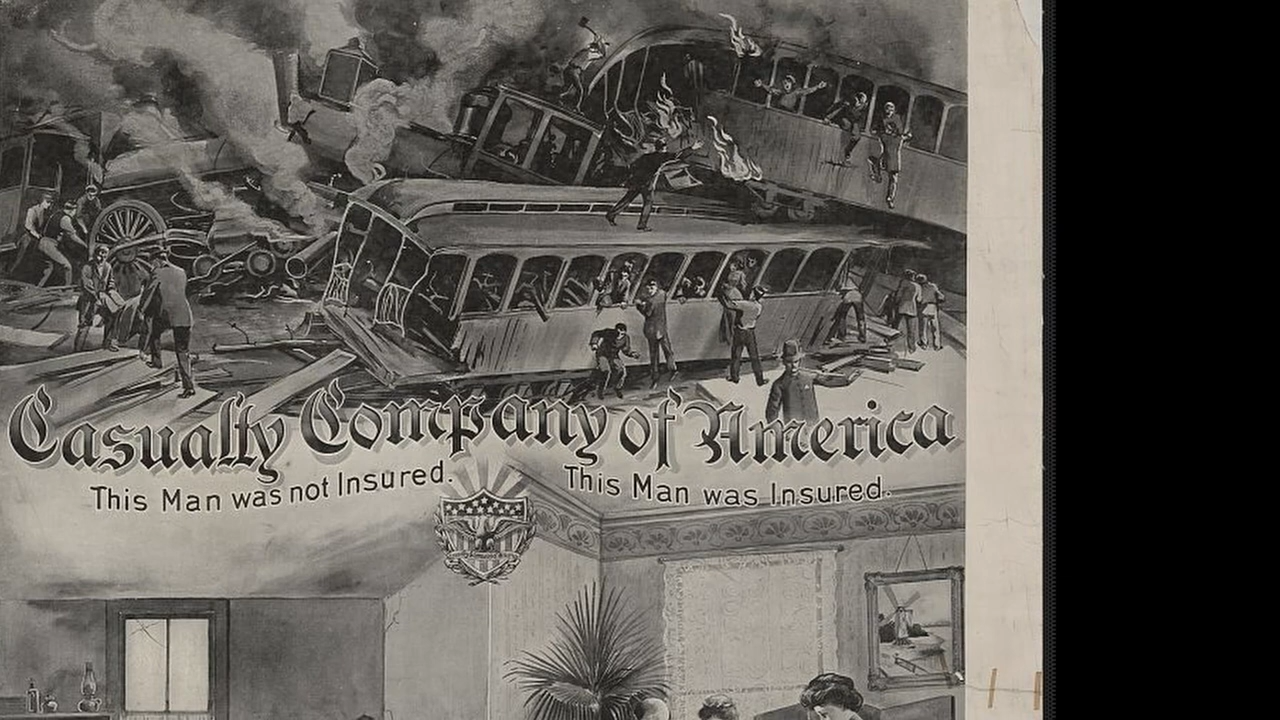 Casualty Company of America
This Man was not Insured.
This Man was Insured.